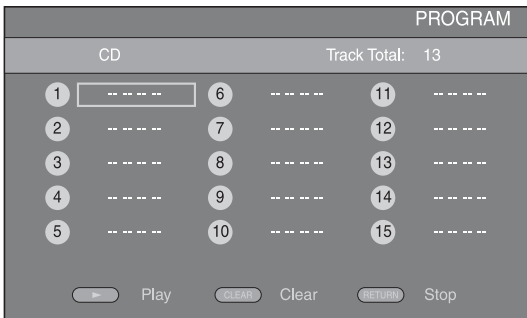 PROGRAM
CD Track Total: 13
1 -- -- -- -- 6 -- -- -- -- 11 -- -- -- --
2 -- -- -- -- 7 -- -- -- -- 12 -- -- -- --
3 -- -- -- -- 8 -- -- -- -- 13 -- -- -- --
4 -- -- -- -- 9 -- -- -- -- 14 -- -- -- --
5 -- -- -- -- 10 -- -- -- -- 15 -- -- -- --
Play CLEAR Clear RETURN Stop